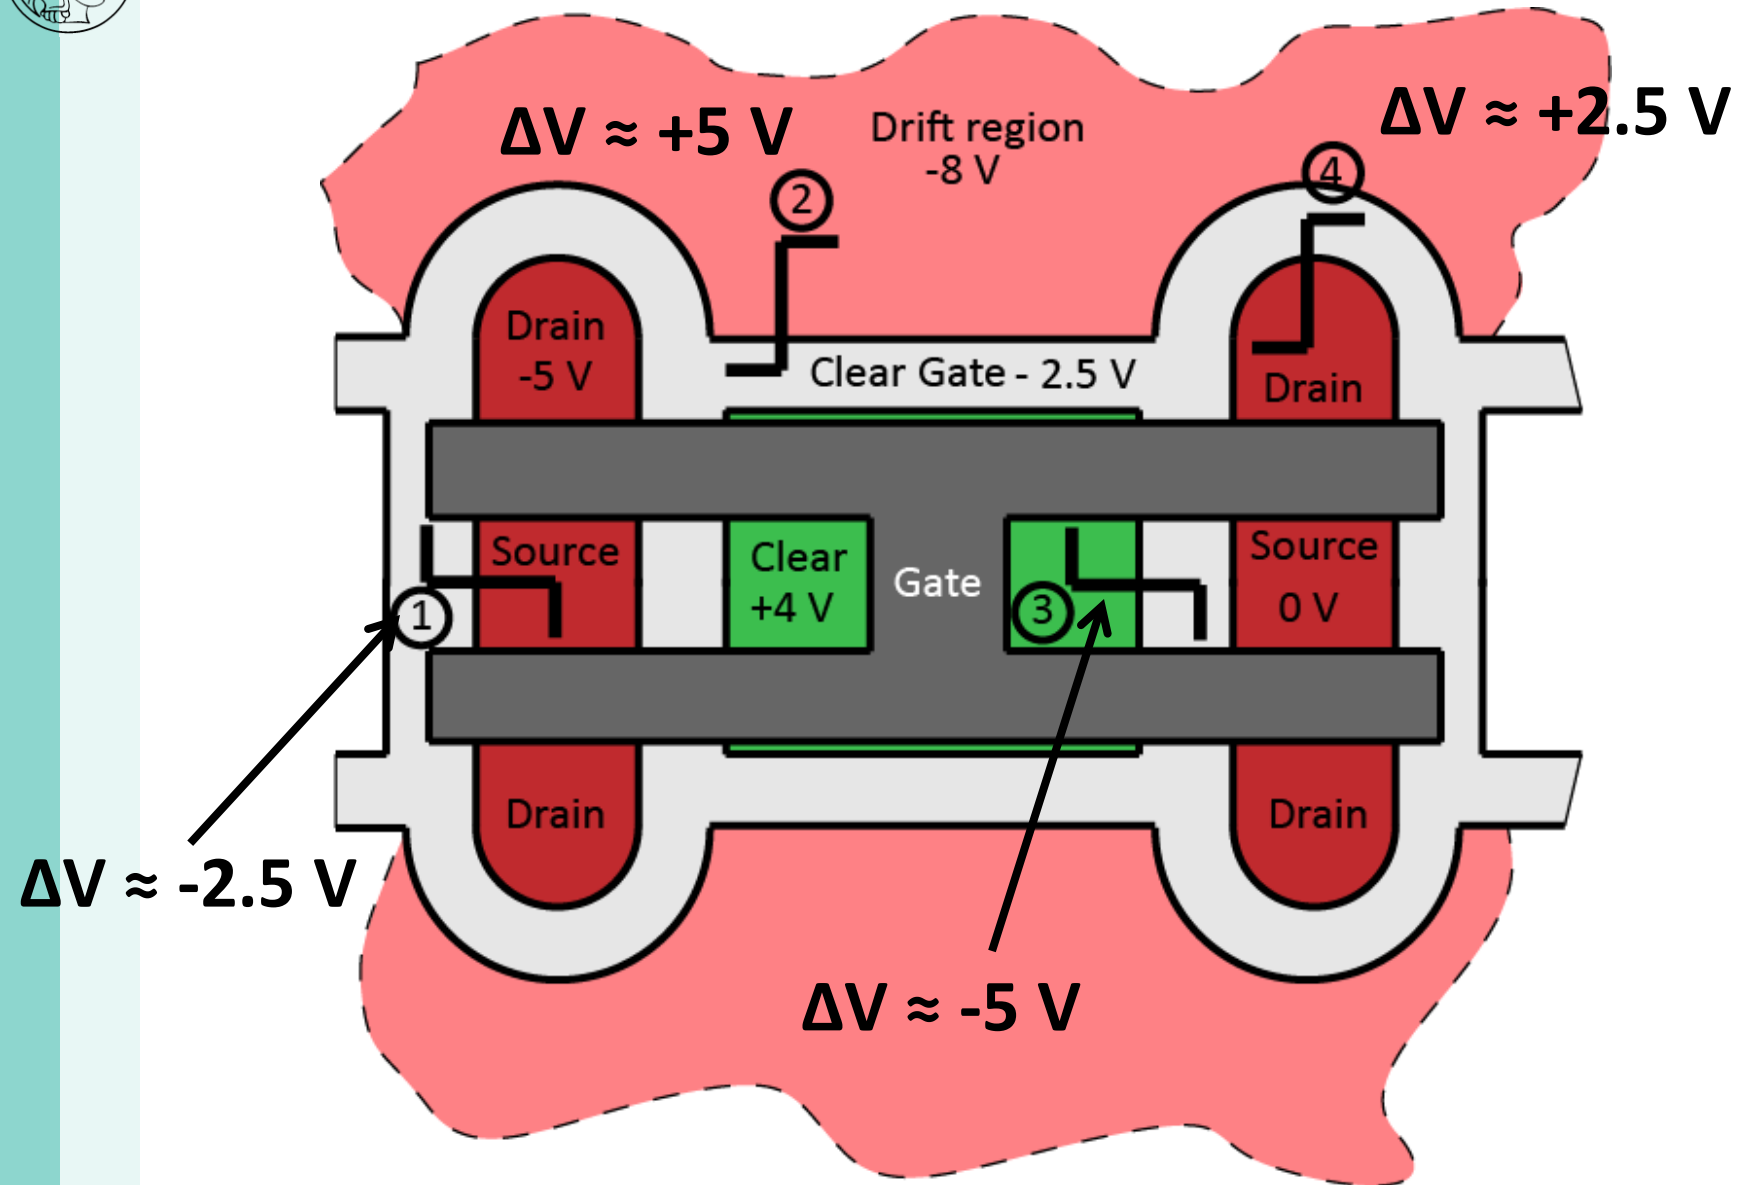 ΔV ≈ +5 V
Drift region
-8 V
ΔV ≈ +2.5 V
2
4
Drain
-5 V
Clear Gate - 2.5 V
Drain
Source
Clear
+4 V
Gate
Source
0 V
1
3
Drain
Drain
ΔV ≈ -2.5 V
ΔV ≈ -5 V